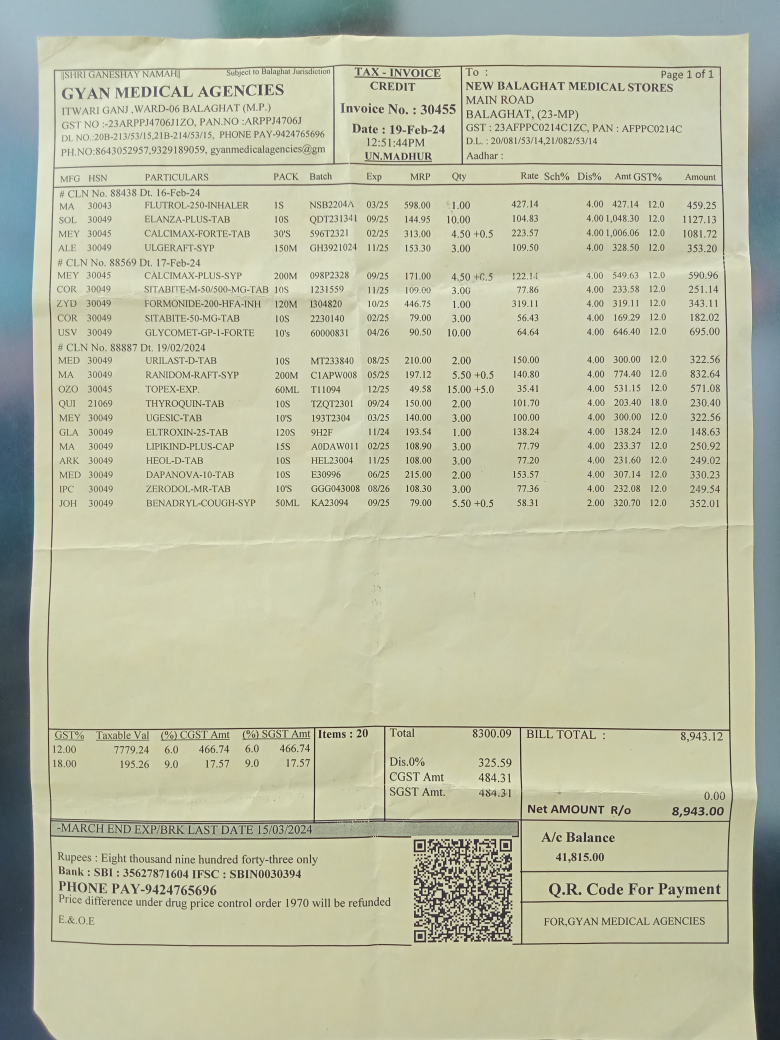 ||SHRI GANESHAY NAMAH|| Subject to Balaghat Jurisdiction
GYAN MEDICAL AGENCIES
ITWARI GANJ ,WARD-06 BALAGHAT (M.P.)
GST NO :-23ARPPJ4706J1ZO, PAN.NO :ARPPJ4706J
DL NO.:20B-213/53/15,21B-214/53/15, PHONE PAY-9424765696
PH.NO:8643052957,9329189059, gyanmedicalagencies@gm
TAX - INVOICE
CREDIT
Invoice No. : 30455
Date : 19-Feb-24
12:51:44PM
UN.MADHUR
To : Page 1 of 1
NEW BALAGHAT MEDICAL STORES
MAIN ROAD
BALAGHAT, (23-MP)
GST : 23AFPPC0214C1ZC, PAN : AFPPC0214C
D.L. : 20/081/53/14,21/082/53/14
Aadhar :
MFG HSN PARTICULARS PACK Batch Exp MRP Qty Rate Sch% Dis% Amt GST% Amount
# CLN No. 88438 Dt. 16-Feb-24
MA 30043 FLUTROL-250-INHALER 1S NSB2204A 03/25 598.00 1.00 427.14 4.00 427.14 12.0 459.25
SOL 30049 ELANZA-PLUS-TAB 10S QDT231341 09/25 144.95 10.00 104.83 4.00 1,048.30 12.0 1127.13
MEY 30045 CALCIMAX-FORTE-TAB 30'S 596T2321 02/25 313.00 4.50 +0.5 223.57 4.00 1,006.06 12.0 1081.72
ALE 30049 ULGERAFT-SYP 150M GH3921024 11/25 153.30 3.00 109.50 4.00 328.50 12.0 353.20
# CLN No. 88569 Dt. 17-Feb-24
MEY 30045 CALCIMAX-PLUS-SYP 200M 098P2328 09/25 171.00 4.50 +0.5 122.14 4.00 549.63 12.0 590.96
COR 30049 SITABITE-M-50/500-MG-TAB 10S 1231559 11/25 109.00 3.00 77.86 4.00 233.58 12.0 251.14
ZYD 30049 FORMONIDE-200-HFA-INH 120M I304820 10/25 446.75 1.00 319.11 4.00 319.11 12.0 343.11
COR 30049 SITABITE-50-MG-TAB 10S 2230140 02/25 79.00 3.00 56.43 4.00 169.29 12.0 182.02
USV 30049 GLYCOMET-GP-1-FORTE 10's 60000831 04/26 90.50 10.00 64.64 4.00 646.40 12.0 695.00
# CLN No. 88887 Dt. 19/02/2024
MED 30049 URILAST-D-TAB 10S MT233840 08/25 210.00 2.00 150.00 4.00 300.00 12.0 322.56
MA 30049 RANIDOM-RAFT-SYP 200M C1APW008 05/25 197.12 5.50 +0.5 140.80 4.00 774.40 12.0 832.64
OZO 30045 TOPEX-EXP. 60ML T11094 12/25 49.58 15.00 +5.0 35.41 4.00 531.15 12.0 571.08
QUI 21069 THYROQUIN-TAB 10S TZQT2301 09/24 150.00 2.00 101.70 4.00 203.40 18.0 230.40
MEY 30049 UGESIC-TAB 10'S 193T2304 03/25 140.00 3.00 100.00 4.00 300.00 12.0 322.56
GLA 30049 ELTROXIN-25-TAB 120S 9H2F 11/24 193.54 1.00 138.24 4.00 138.24 12.0 148.63
MA 30049 LIPIKIND-PLUS-CAP 15S A0DAW011 02/25 108.90 3.00 77.79 4.00 233.37 12.0 250.92
ARK 30049 HEOL-D-TAB 10S HEL23004 11/25 108.00 3.00 77.20 4.00 231.60 12.0 249.02
MED 30049 DAPANOVA-10-TAB 10S E30996 06/25 215.00 2.00 153.57 4.00 307.14 12.0 330.23
IPC 30049 ZERODOL-MR-TAB 10'S GGG043008 08/26 108.30 3.00 77.36 4.00 232.08 12.0 249.54
JOH 30049 BENADRYL-COUGH-SYP 50ML KA23094 09/25 79.00 5.50 +0.5 58.31 2.00 320.70 12.0 352.01
GST% Taxable Val (%) CGST Amt (%) SGST Amt
12.00 7779.24 6.0 466.74 6.0 466.74
18.00 195.26 9.0 17.57 9.0 17.57
Items : 20
Total 8300.09
Dis.0% 325.59
CGST Amt 484.31
SGST Amt. 484.31
BILL TOTAL : 8,943.12
0.00
Net AMOUNT R/o 8,943.00
-MARCH END EXP/BRK LAST DATE 15/03/2024
Rupees : Eight thousand nine hundred forty-three only
Bank : SBI : 35627871604 IFSC : SBIN0030394
PHONE PAY-9424765696
Price difference under drug price control order 1970 will be refunded
E.&.O.E
A/c Balance
41,815.00
Q.R. Code For Payment
FOR,GYAN MEDICAL AGENCIES